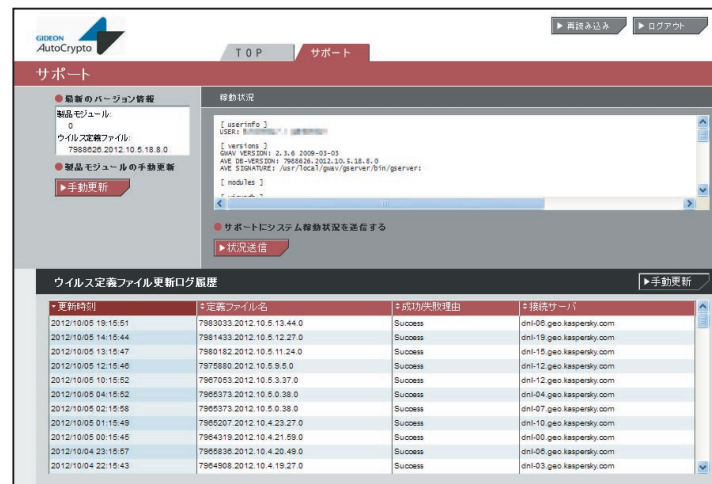 GIDEON
AutoCrypto
▶再読み込み
▶ログアウト
TOP
サポート
サポート
最新のバージョン情報
製品モジュール:
0
ウイルス定義ファイル:
7988626.2012.10.5.18.8.0
製品モジュールの手動更新
▶手動更新
稼動状況
[ userinfo ]
USER:
[ versions ]
GWAV VERSION: 2.3.6 2009-03-03
AVE DB-VERSION: 7988626.2012.10.5.18.8.0
AVE SIGNATURE: /usr/local/gwav/gserver/bin/gserver:
[ modules ]
サポートにシステム稼動状況を送信する
▶状況送信
ウイルス定義ファイル更新ログ履歴
▶手動更新
更新時刻 定義ファイル名 成功/失敗理由 接続サーバ
2012/10/05 19:15:51 7983033.2012.10.5.13.44.0 Success dnl-06.geo.kaspersky.com
2012/10/05 14:15:44 7981433.2012.10.5.12.27.0 Success dnl-19.geo.kaspersky.com
2012/10/05 13:15:47 7980182.2012.10.5.11.24.0 Success dnl-15.geo.kaspersky.com
2012/10/05 12:15:46 7975880.2012.10.5.9.5.0 Success dnl-12.geo.kaspersky.com
2012/10/05 10:15:52 7967053.2012.10.5.3.37.0 Success dnl-12.geo.kaspersky.com
2012/10/05 04:15:52 7965373.2012.10.5.0.38.0 Success dnl-04.geo.kaspersky.com
2012/10/05 02:15:58 7965373.2012.10.5.0.38.0 Success dnl-07.geo.kaspersky.com
2012/10/05 01:15:49 7965207.2012.10.4.23.27.0 Success dnl-10.geo.kaspersky.com
2012/10/05 00:15:45 7964319.2012.10.4.21.59.0 Success dnl-00.geo.kaspersky.com
2012/10/04 23:15:57 7965836.2012.10.4.20.49.0 Success dnl-06.geo.kaspersky.com
2012/10/04 22:15:43 7964908.2012.10.4.19.27.0 Success dnl-03.geo.kaspersky.com